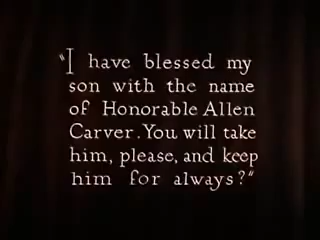 "I have blessed my
son with the name
of Honorable Allen
Carver. You will take
him, please, and keep
him for always?"